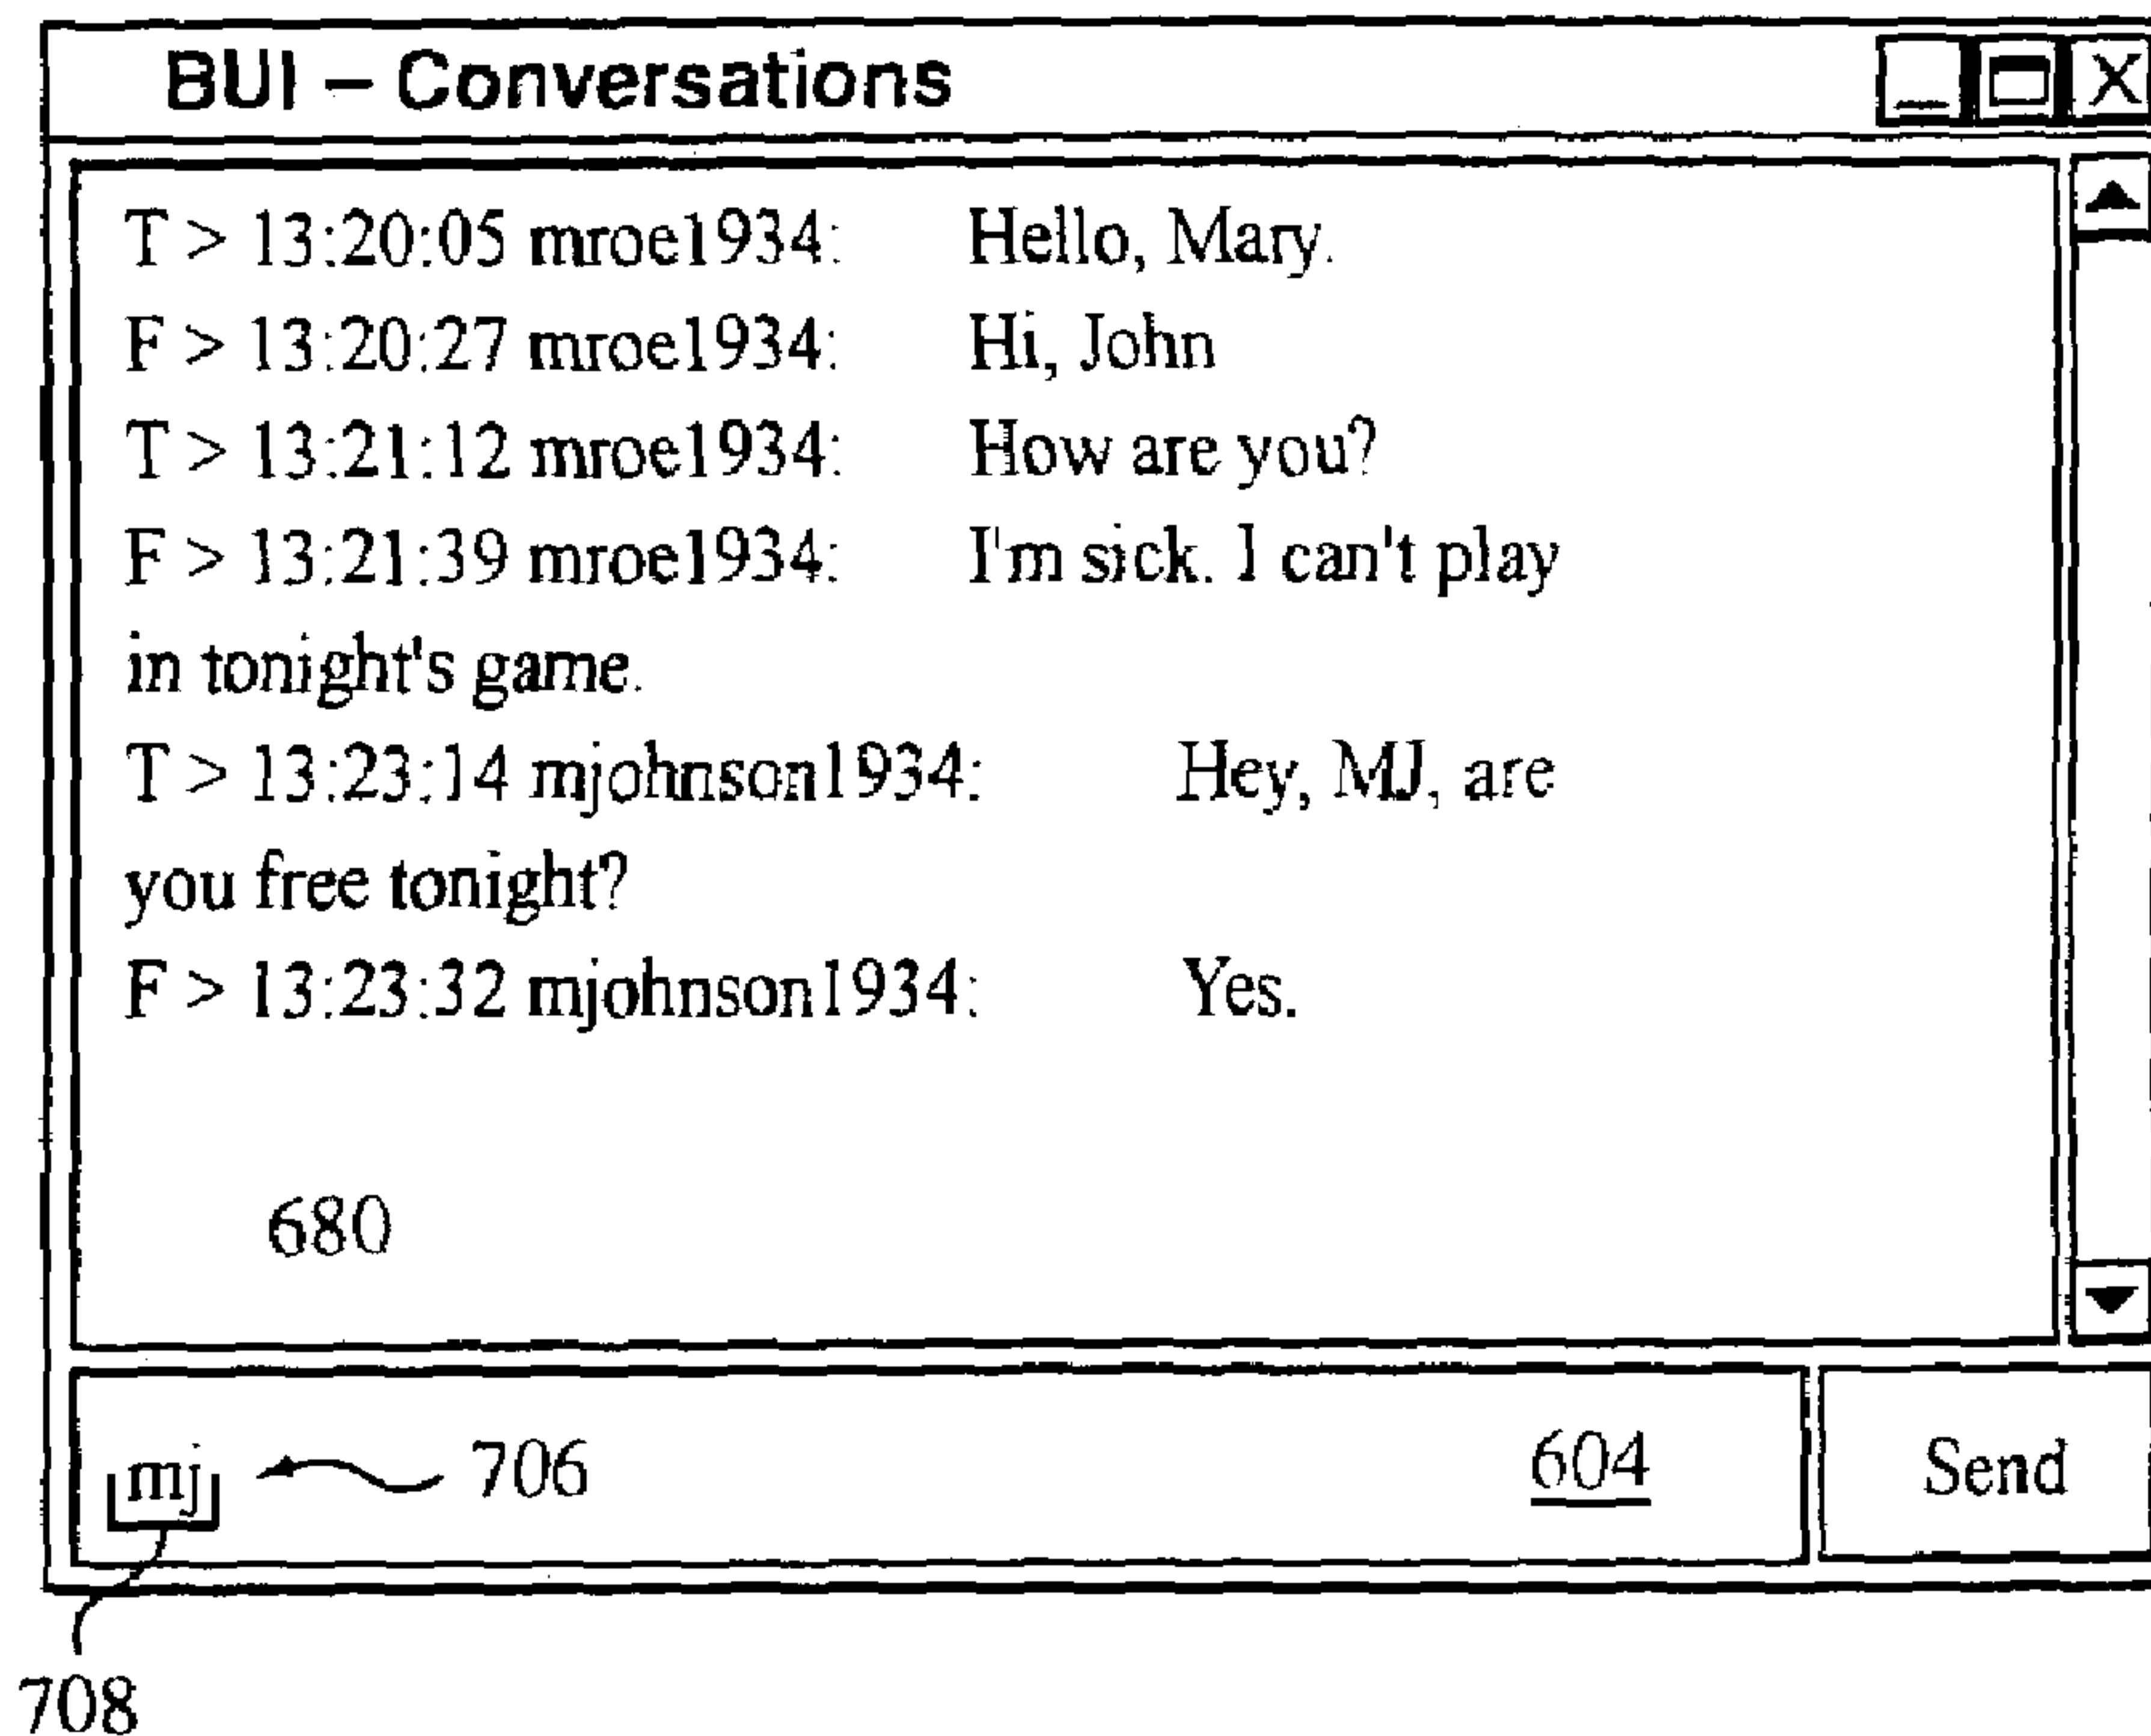 BUI – Conversations
T > 13:20:05 mroe1934: Hello, Mary.
F > 13:20:27 mroe1934: Hi, John
T > 13:21:12 mroe1934: How are you?
F > 13:21:39 mroe1934: I'm sick. I can't play
in tonight's game.
T > 13:23:14 mjohnson1934: Hey, MJ, are
you free tonight?
F > 13:23:32 mjohnson1934: Yes.
680
mj 706 604 Send
708